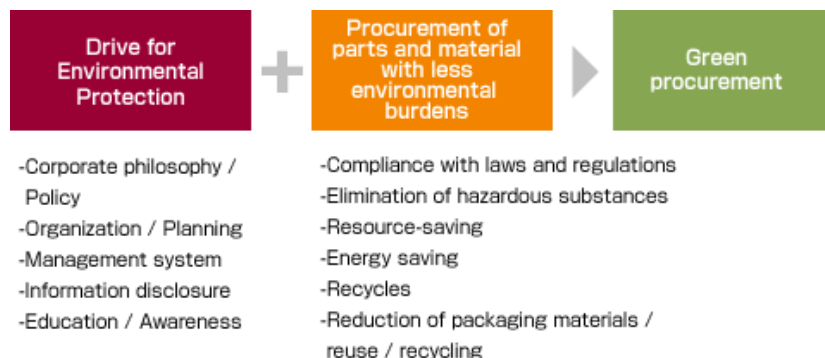 Drive for
Environmental
Protection
Procurement of
parts and material
with less
environmental
burdens
Green
procurement
-Corporate philosophy /
Policy
-Organization / Planning
-Management system
-Information disclosure
-Education / Awareness
-Compliance with laws and regulations
-Elimination of hazardous substances
-Resource-saving
-Energy saving
-Recycles
-Reduction of packaging materials /
reuse / recycling